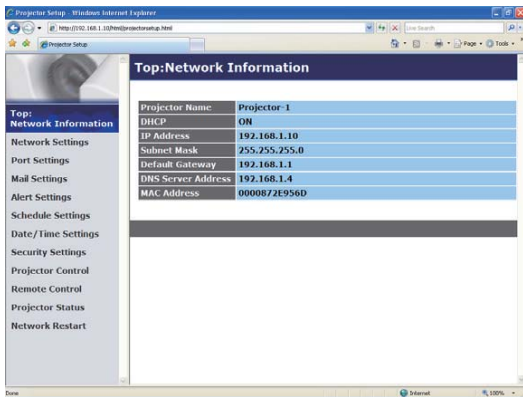 Projector Setup - Windows Internet Explorer
http://192.168.1.10/html/projectorsetup.html
Live Search
Projector Setup
Page
Tools
Top:Network Information
Projector Name Projector-1
DHCP ON
IP Address 192.168.1.10
Subnet Mask 255.255.255.0
Default Gateway 192.168.1.1
DNS Server Address 192.168.1.4
MAC Address 0000872E956D
Top:
Network Information
Network Settings
Port Settings
Mail Settings
Alert Settings
Schedule Settings
Date/Time Settings
Security Settings
Projector Control
Remote Control
Projector Status
Network Restart
Done
Internet
100%